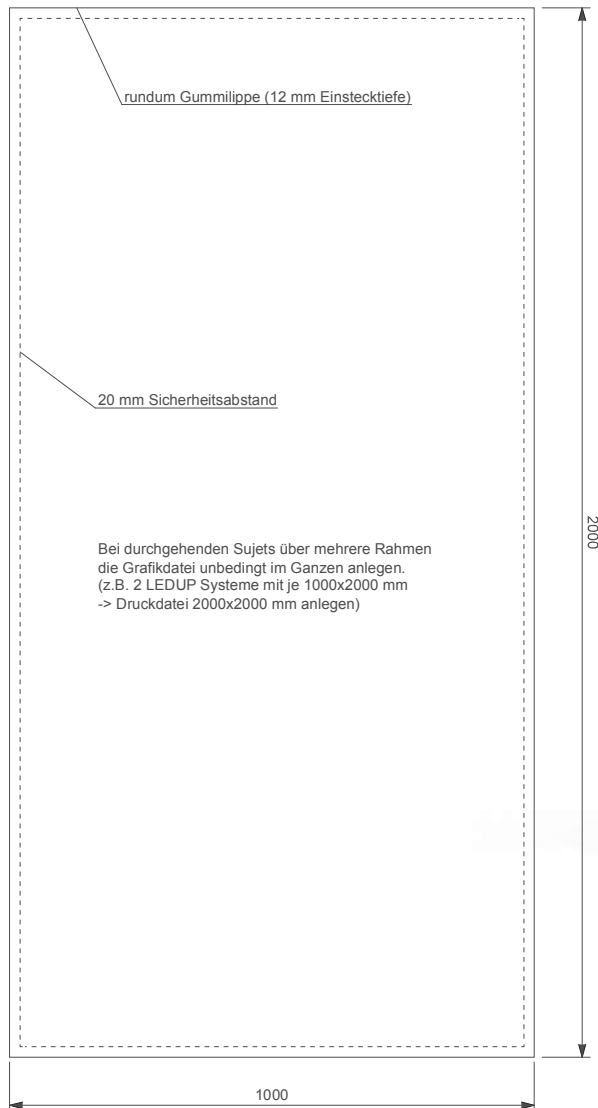 rundum Gummilippe (12 mm Einstecktiefe)
20 mm Sicherheitsabstand
2000
Bei durchgehenden Sujets über mehrere Rahmen
die Grafikdatei unbedingt im Ganzen anlegen.
(z.B. 2 LEDUP Systeme mit je 1000x2000 mm
-> Druckdatei 2000x2000 mm anlegen)
1000